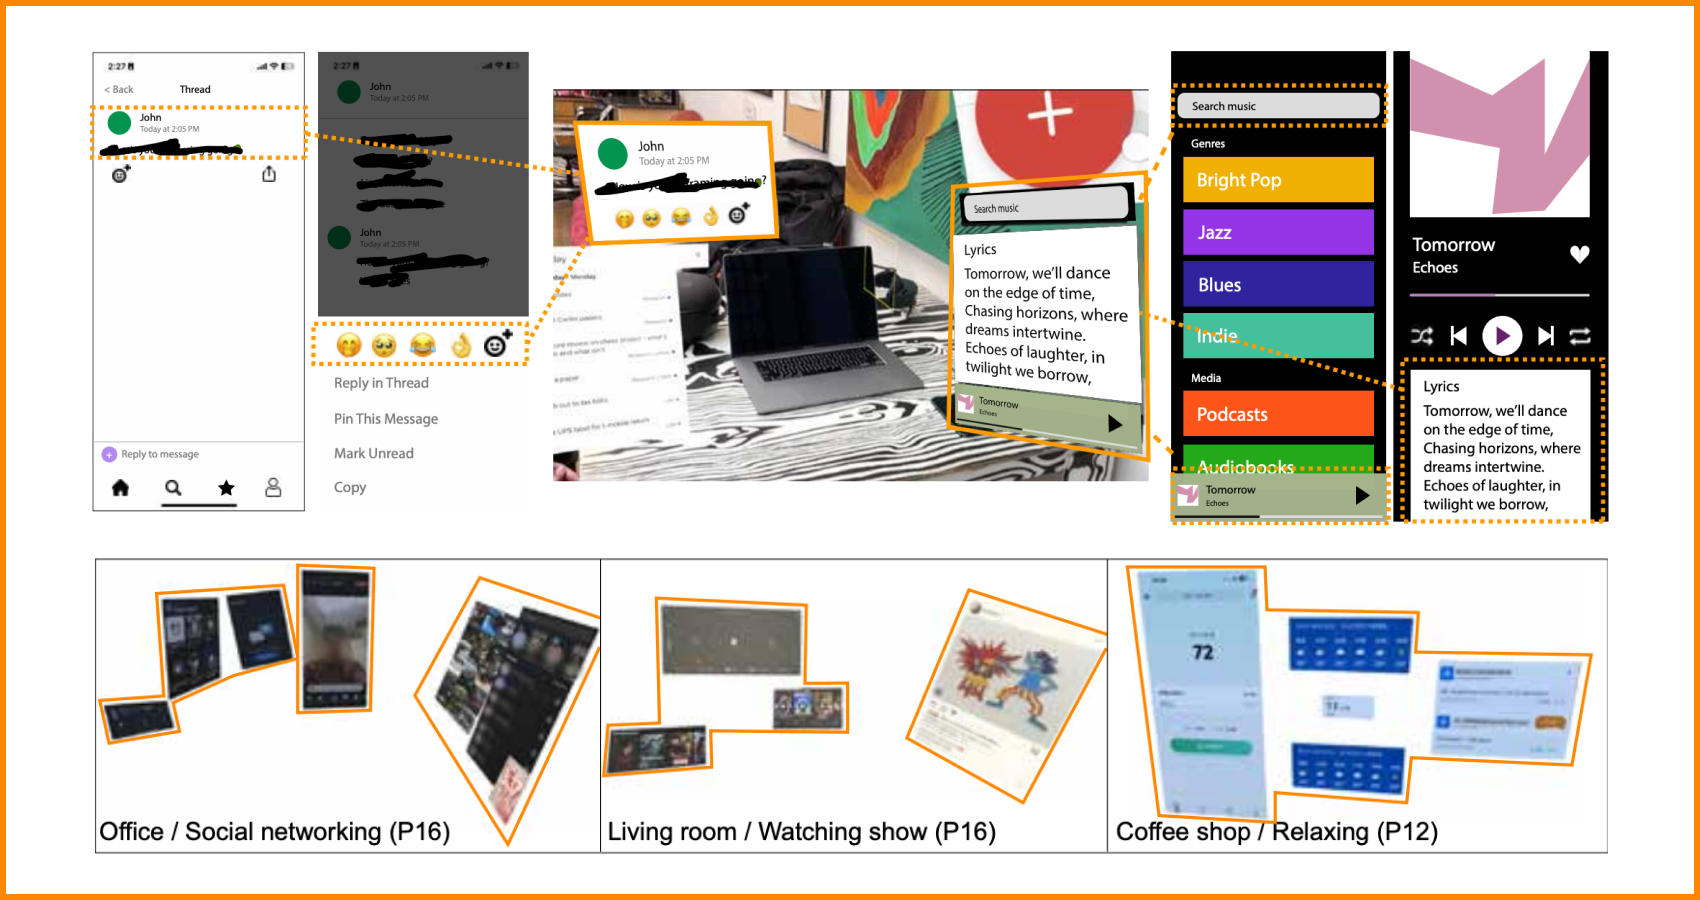 2:27
< Back
Thread
John
Today at 2:05 PM
Reply to message
2:27
John
Today at 2:05 PM
John
Today at 2:05 PM
Reply in Thread
Pin This Message
Mark Unread
Copy
John
Today at 2:05 PM
Monday
Search music
Lyrics
Tomorrow, we'll dance
on the edge of time,
Chasing horizons, where
dreams intertwine.
Echoes of laughter, in
twilight we borrow,
Tomorrow
Echoes
Search music
Genres
Bright Pop
Jazz
Blues
Indie
Media
Podcasts
Audiobooks
Tomorrow
Echoes
Tomorrow
Echoes
Lyrics
Tomorrow, we'll dance
on the edge of time,
Chasing horizons, where
dreams intertwine.
Echoes of laughter, in
twilight we borrow,
Office / Social networking (P16)
Living room / Watching show (P16)
72
Coffee shop / Relaxing (P12)